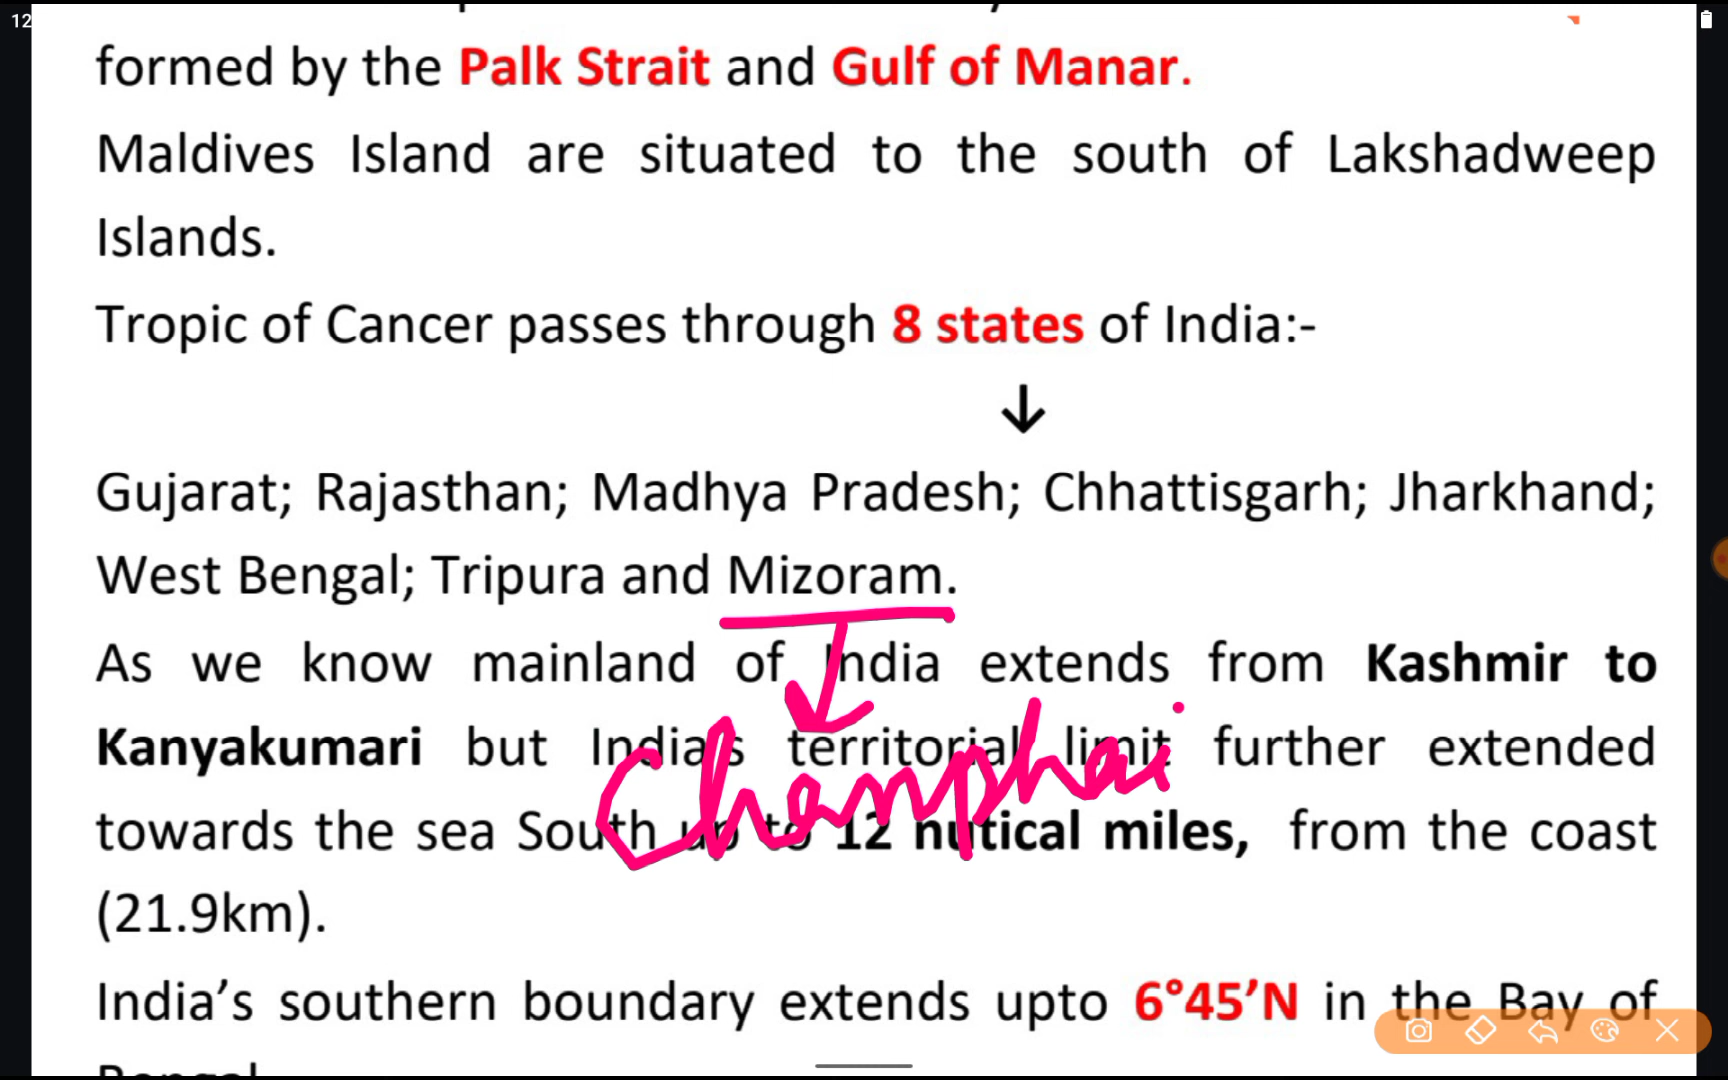 12
formed by the Palk Strait and Gulf of Manar.
Maldives Island are situated to the south of Lakshadweep
Islands.
Tropic of Cancer passes through 8 states of India:-
↓
Gujarat; Rajasthan; Madhya Pradesh; Chhattisgarh; Jharkhand;
West Bengal; Tripura and Mizoram.
As we know mainland of India extends from Kashmir to
Kanyakumari but India's territorial limit further extended
Champhai
towards the sea South up to 12 nutical miles, from the coast
(21.9km).
India’s southern boundary extends upto 6°45’N in the Bay of